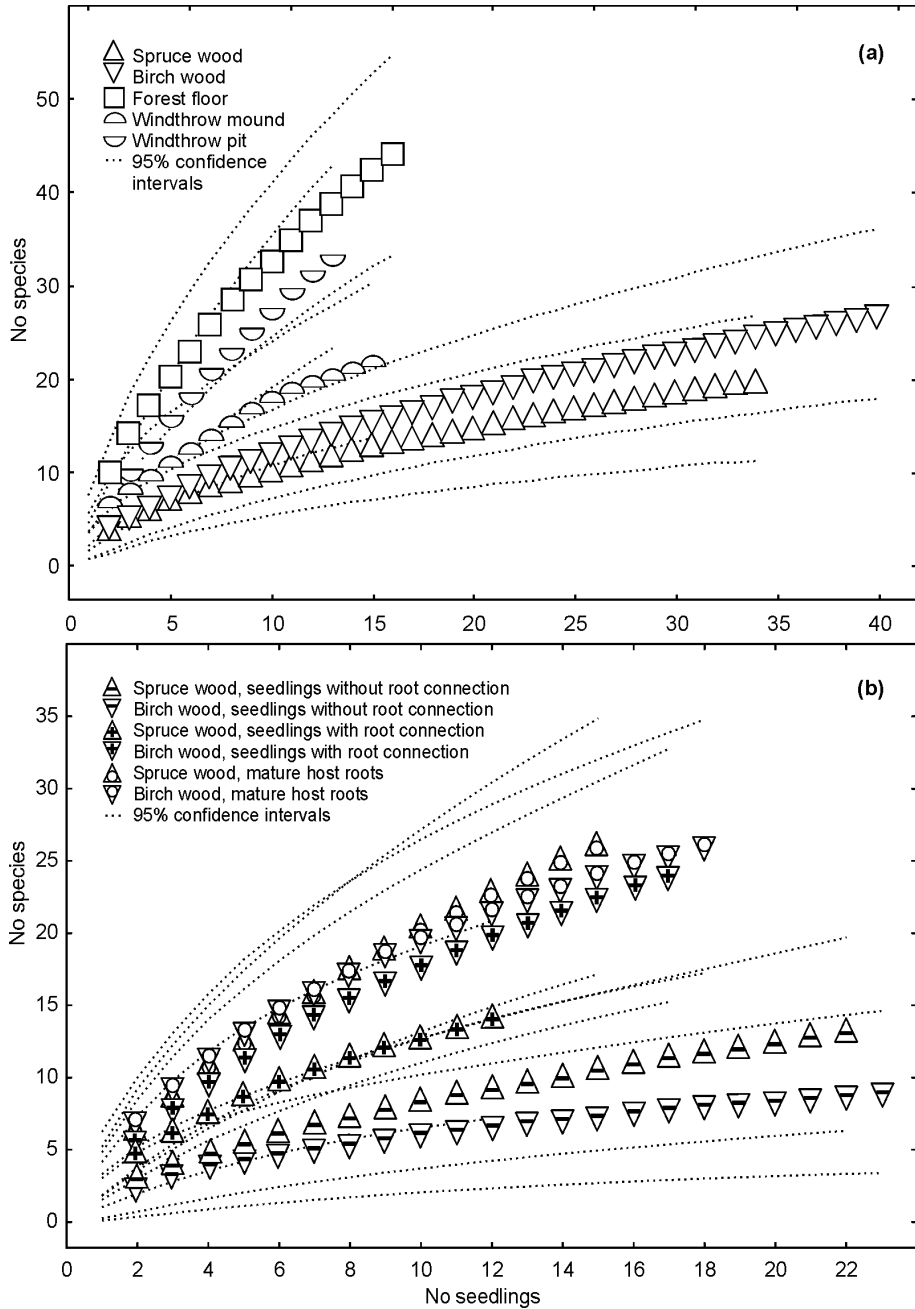 (a)
Spruce wood
Birch wood
Forest floor
Windthrow mound
Windthrow pit
95% confidence
intervals
No species
50
40
30
20
10
0
0
5
10
15
20
25
30
35
40
(b)
Spruce wood, seedlings without root connection
Birch wood, seedlings without root connection
Spruce wood, seedlings with root connection
Birch wood, seedlings with root connection
Spruce wood, mature host roots
Birch wood, mature host roots
95% confidence intervals
No species
35
30
25
20
15
10
5
0
0
2
4
6
8
10
12
14
16
18
20
22
No seedlings